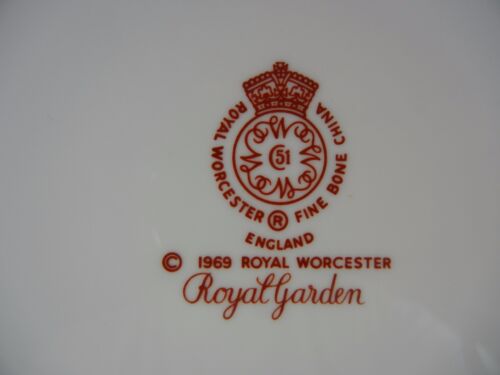 ROYAL WORCESTER ® FINE BONE CHINA
51
ENGLAND
© 1969 ROYAL WORCESTER
Royal Garden